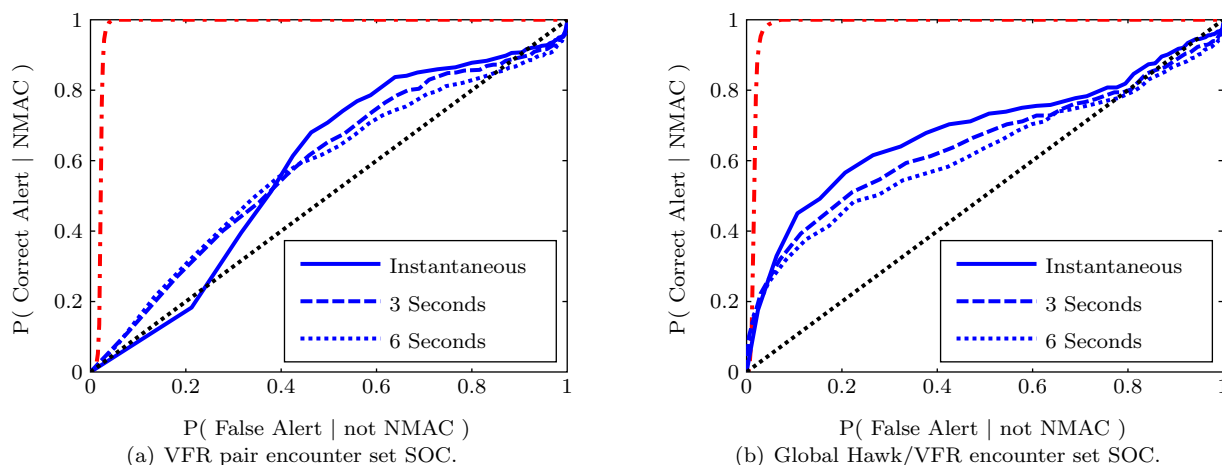 1
0.8
0.6
0.4
0.2
0
P( Correct Alert | NMAC )
Instantaneous
3 Seconds
6 Seconds
0 0.2 0.4 0.6 0.8 1
P( False Alert | not NMAC )
(a) VFR pair encounter set SOC.
1
0.8
0.6
0.4
0.2
0
P( Correct Alert | NMAC )
Instantaneous
3 Seconds
6 Seconds
0 0.2 0.4 0.6 0.8 1
P( False Alert | not NMAC )
(b) Global Hawk/VFR encounter set SOC.